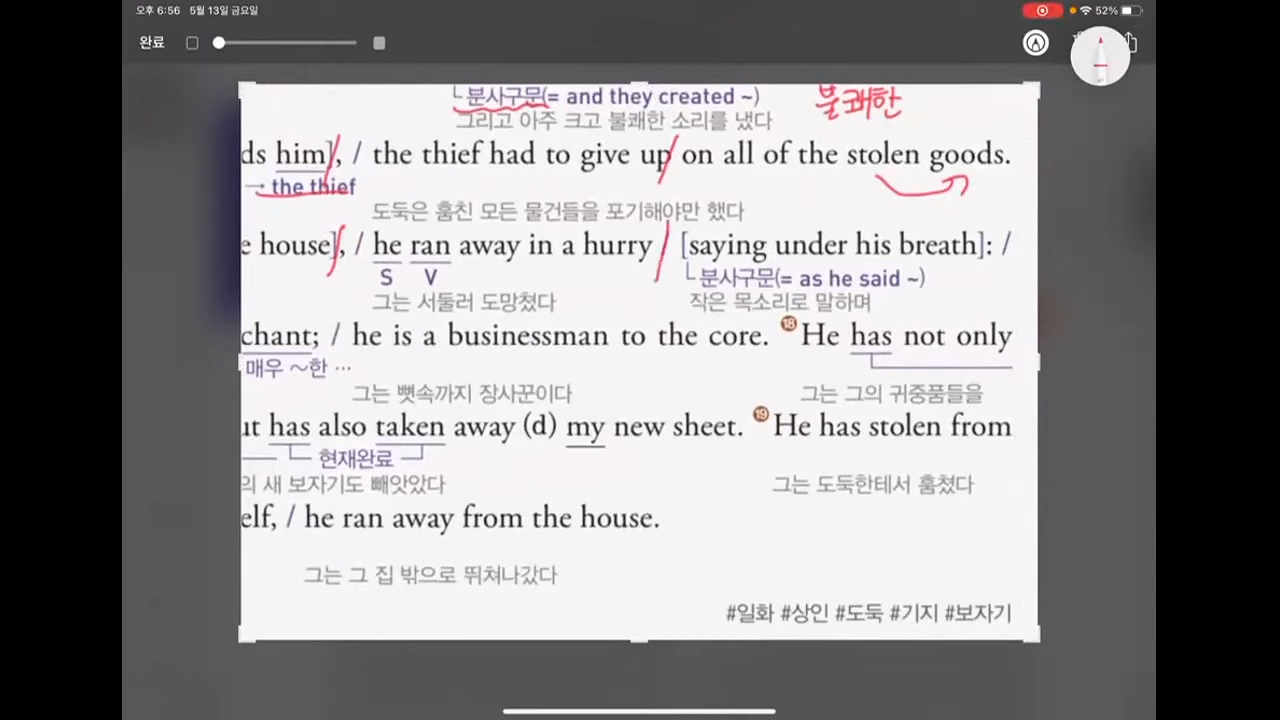 오후 6:56 5월 13일 금요일 52%
완료
분사구문(= and they created ~) 불쾌한
그리고 아주 크고 불쾌한 소리를 냈다
ds him], / the thief had to give up on all of the stolen goods.
→ the thief
도둑은 훔친 모든 물건들을 포기해야만 했다
e house], / he ran away in a hurry [saying under his breath]: /
S V 분사구문(= as he said ~)
그는 서둘러 도망쳤다 작은 목소리로 말하며
chant; / he is a businessman to the core. ⑱ He has not only
매우 ~한 ···
그는 뼛속까지 장사꾼이다 그는 그의 귀중품들을
ut has also taken away (d) my new sheet. ⑲ He has stolen from
현재완료
의 새 보자기도 빼앗았다 그는 도둑한테서 훔쳤다
elf, / he ran away from the house.
그는 그 집 밖으로 뛰쳐나갔다
#일화 #상인 #도둑 #기지 #보자기